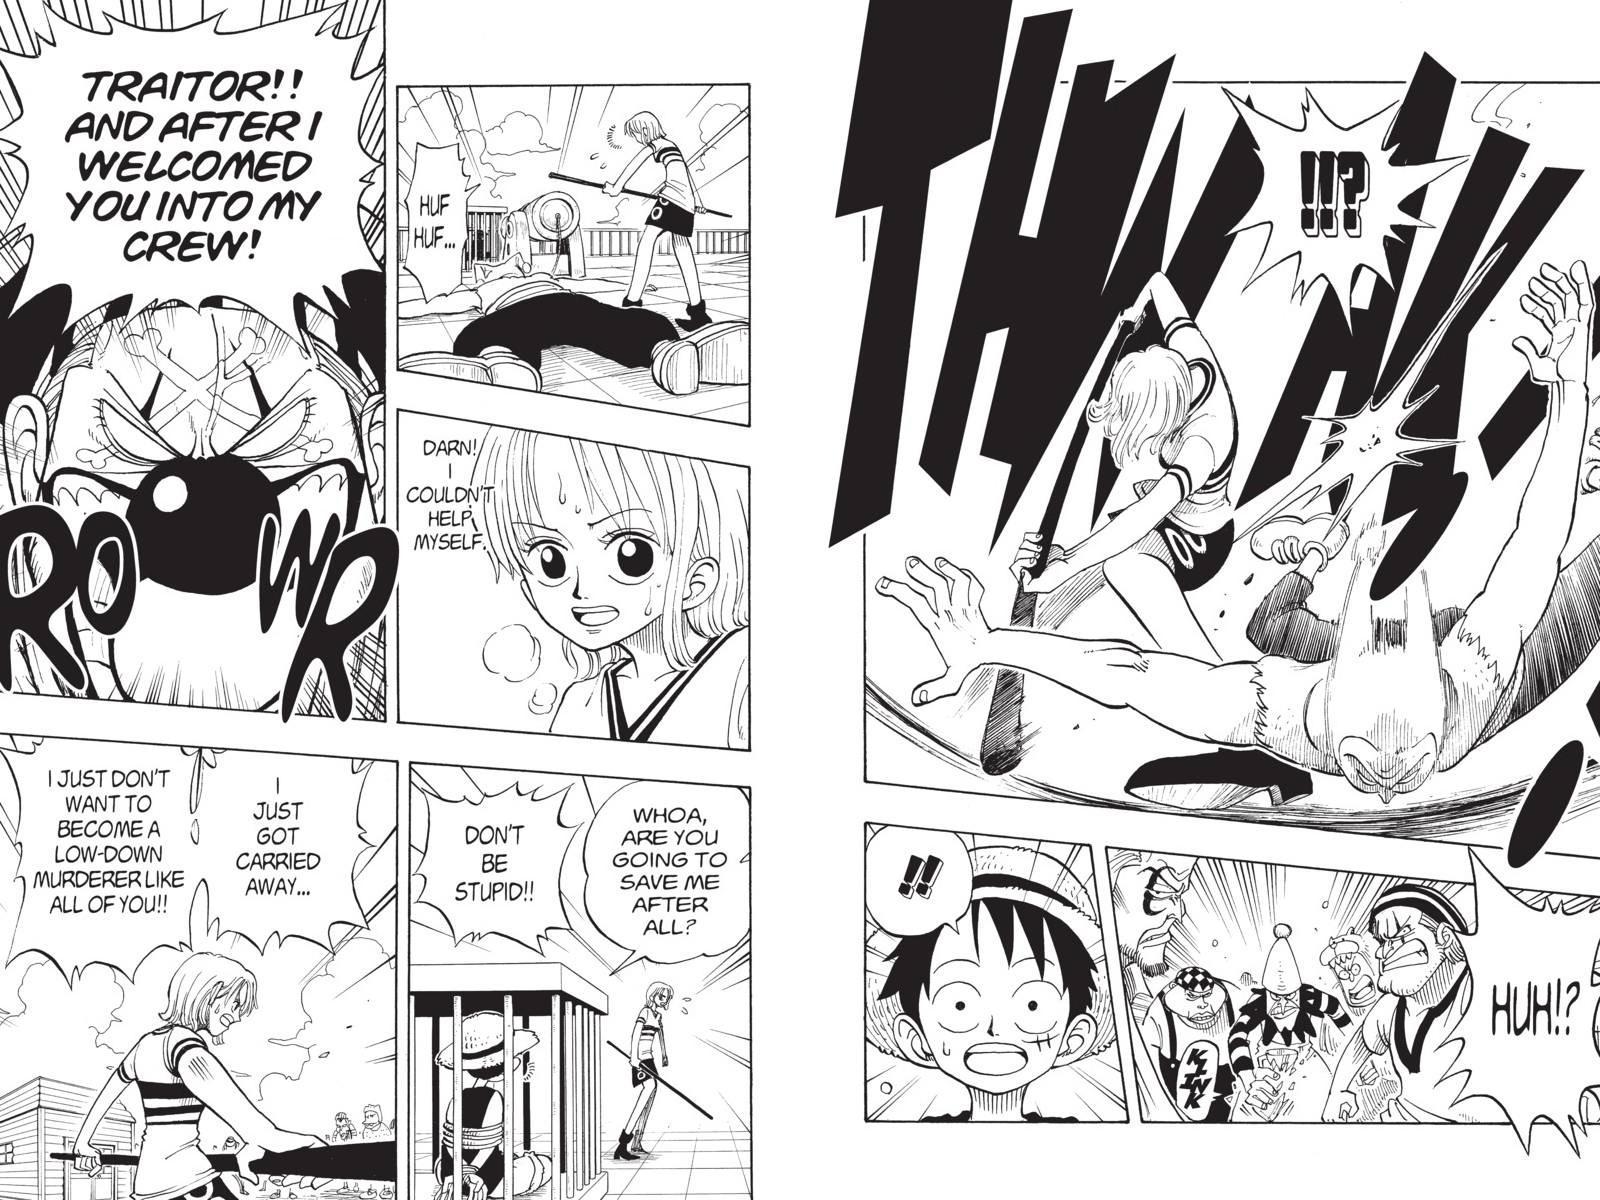 THWACK!
!!?
HUH!?
KLINK
!!
HUF
HUF...
DARN!
I
COULDN'T
HELP
MYSELF.
TRAITOR!!
AND AFTER I
WELCOMED
YOU INTO MY
CREW!
ROWR
WHOA,
ARE YOU
GOING TO
SAVE ME
AFTER
ALL?
DON'T
BE
STUPID!!
I
JUST
GOT
CARRIED
AWAY...
I JUST DON'T
WANT TO
BECOME A
LOW-DOWN
MURDERER LIKE
ALL OF YOU!!